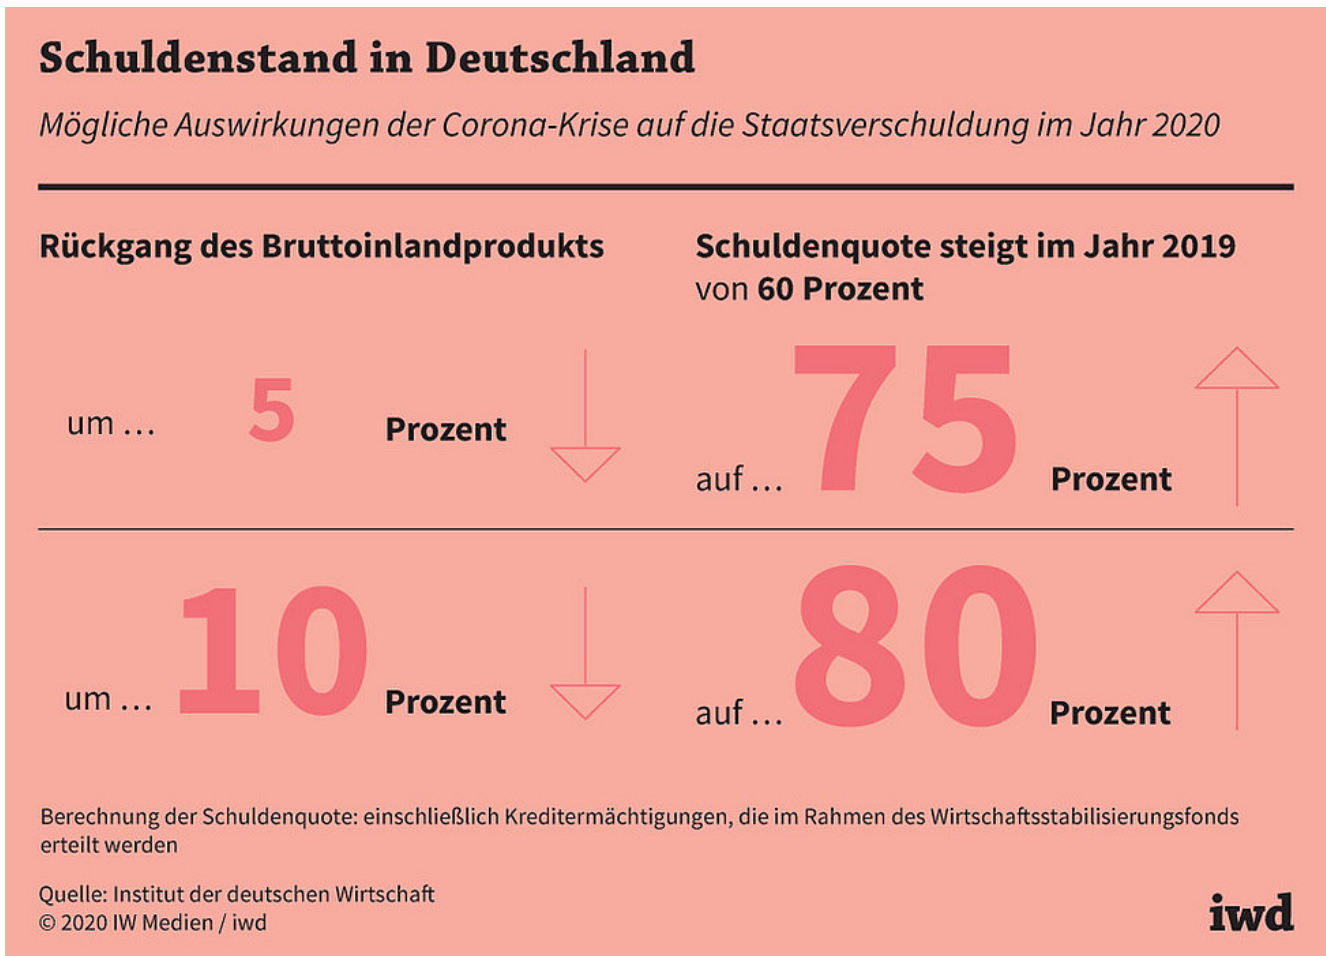 Schuldenstand in Deutschland
Mögliche Auswirkungen der Corona-Krise auf die Staatsverschuldung im Jahr 2020
Rückgang des Bruttoinlandprodukts
Schuldenquote steigt im Jahr 2019
von 60 Prozent
um … 5 Prozent
auf … 75 Prozent
um … 10 Prozent
auf … 80 Prozent
Berechnung der Schuldenquote: einschließlich Kreditermächtigungen, die im Rahmen des Wirtschaftsstabilisierungsfonds
erteilt werden
Quelle: Institut der deutschen Wirtschaft
© 2020 IW Medien / iwd
iwd